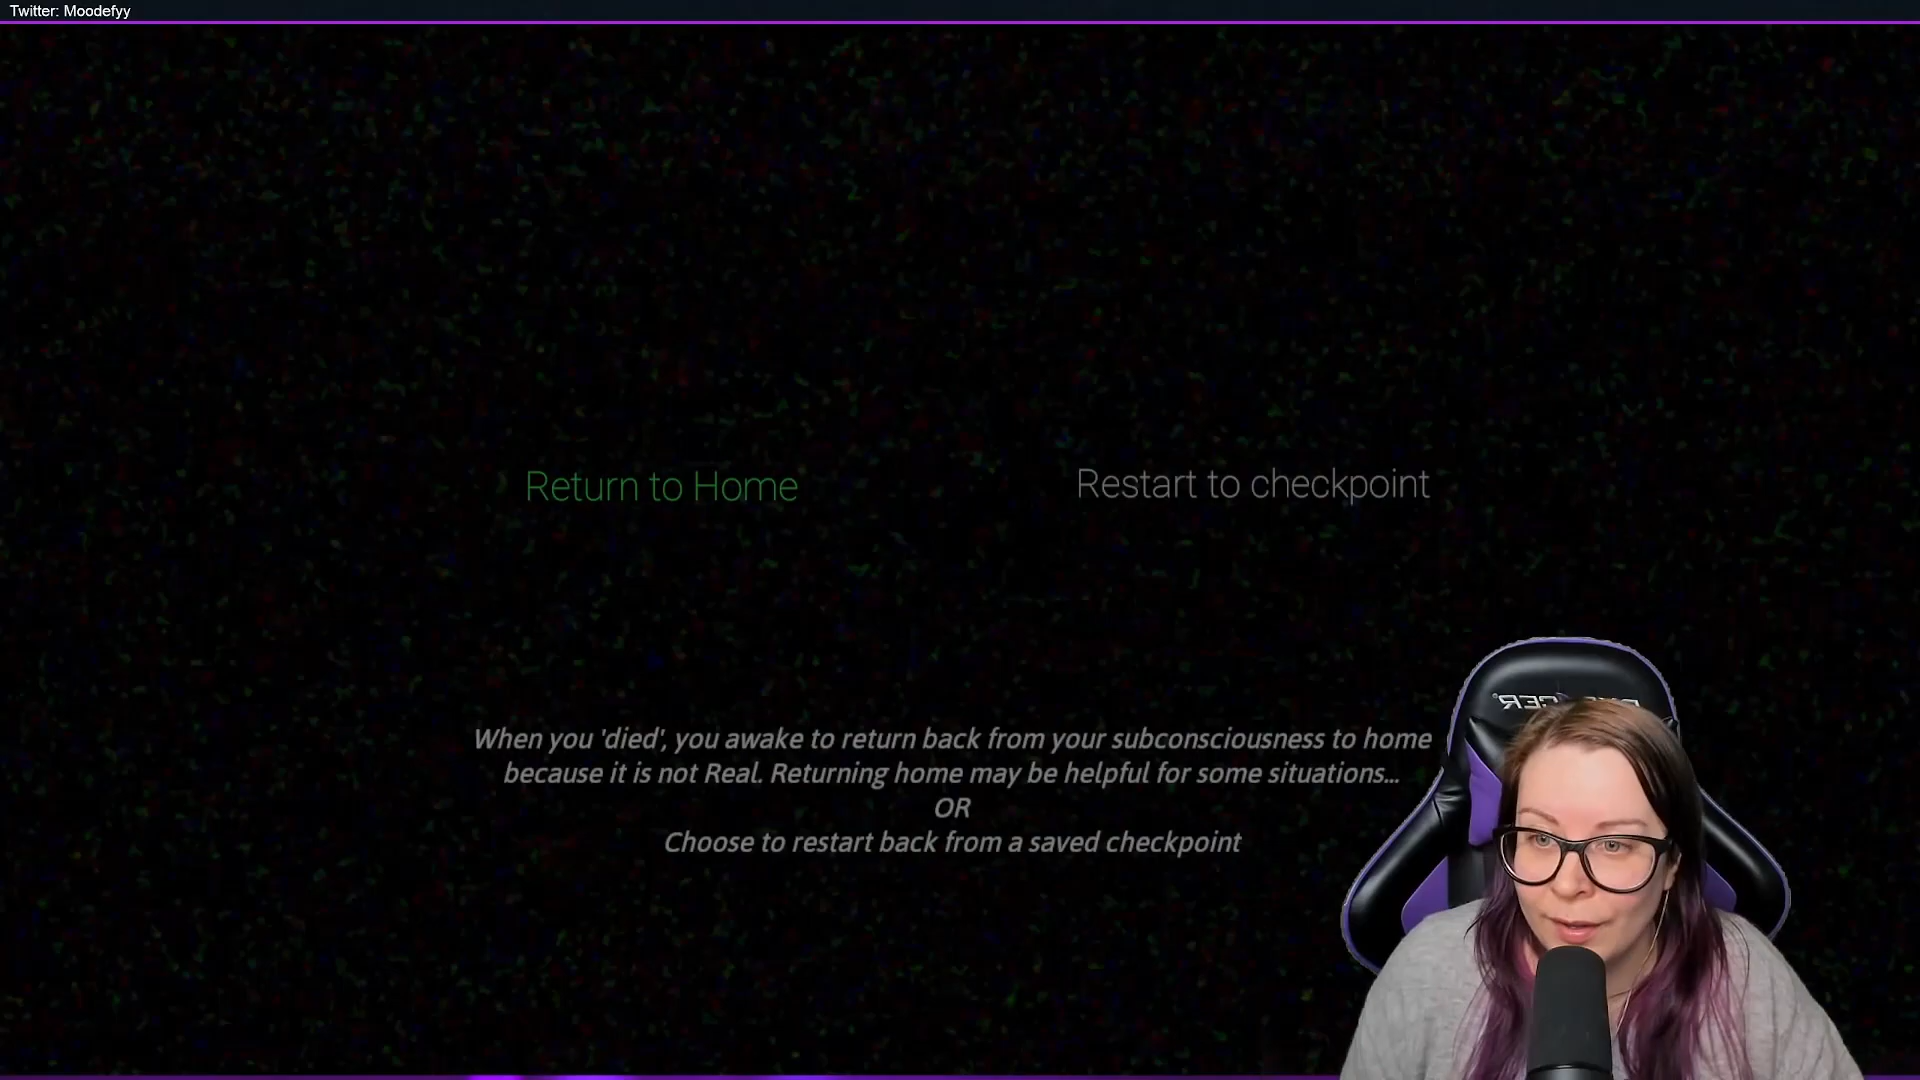 Twitter: Moodefyy
Return to Home
Restart to checkpoint
When you 'died', you awake to return back from your subconsciousness to home
because it is not Real. Returning home may be helpful for some situations...
OR
Choose to restart back from a saved checkpoint